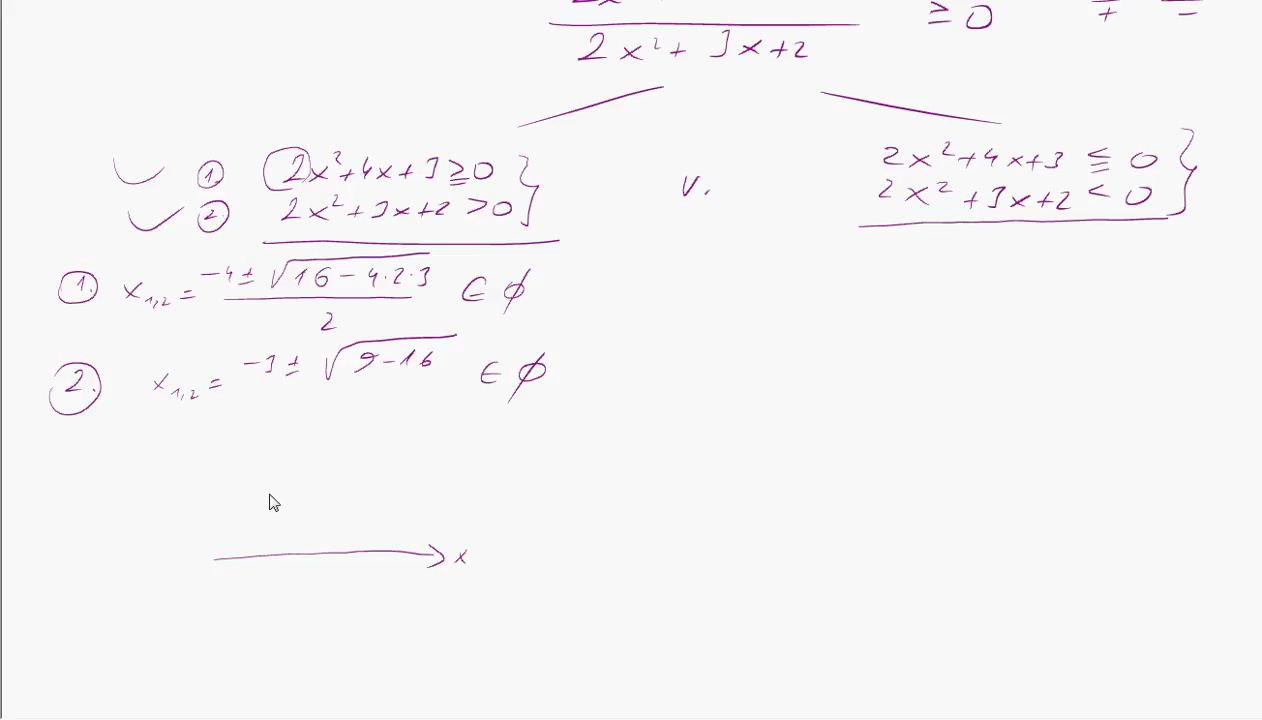 ≥ 0 + −
2x² + 3x + 2
① 2x² + 4x + 3 ≧ 0 }
② 2x² + 3x + 2 > 0
v.
2x² + 4x + 3 ≦ 0 }
2x² + 3x + 2 < 0
①. x₁,₂ = (−4 ± √(16 − 4·2·3)) / 2 ∈ ∅
②. x₁,₂ = −3 ± √(9 − 16) ∈ ∅
x